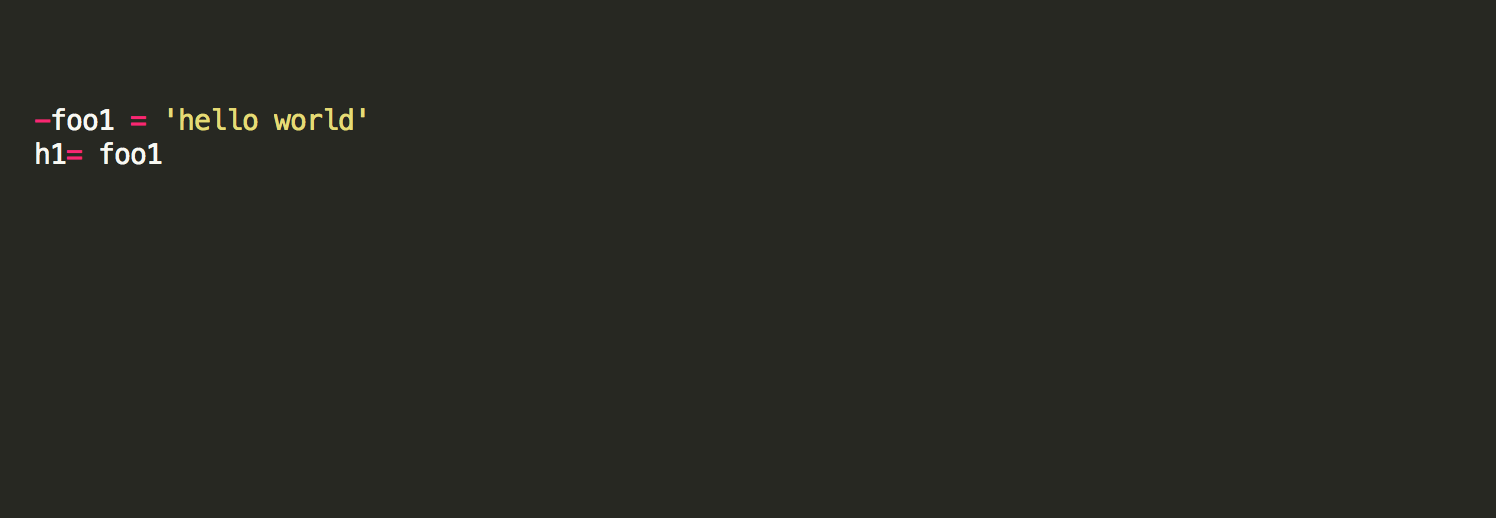 -foo1 = 'hello world'
h1= foo1